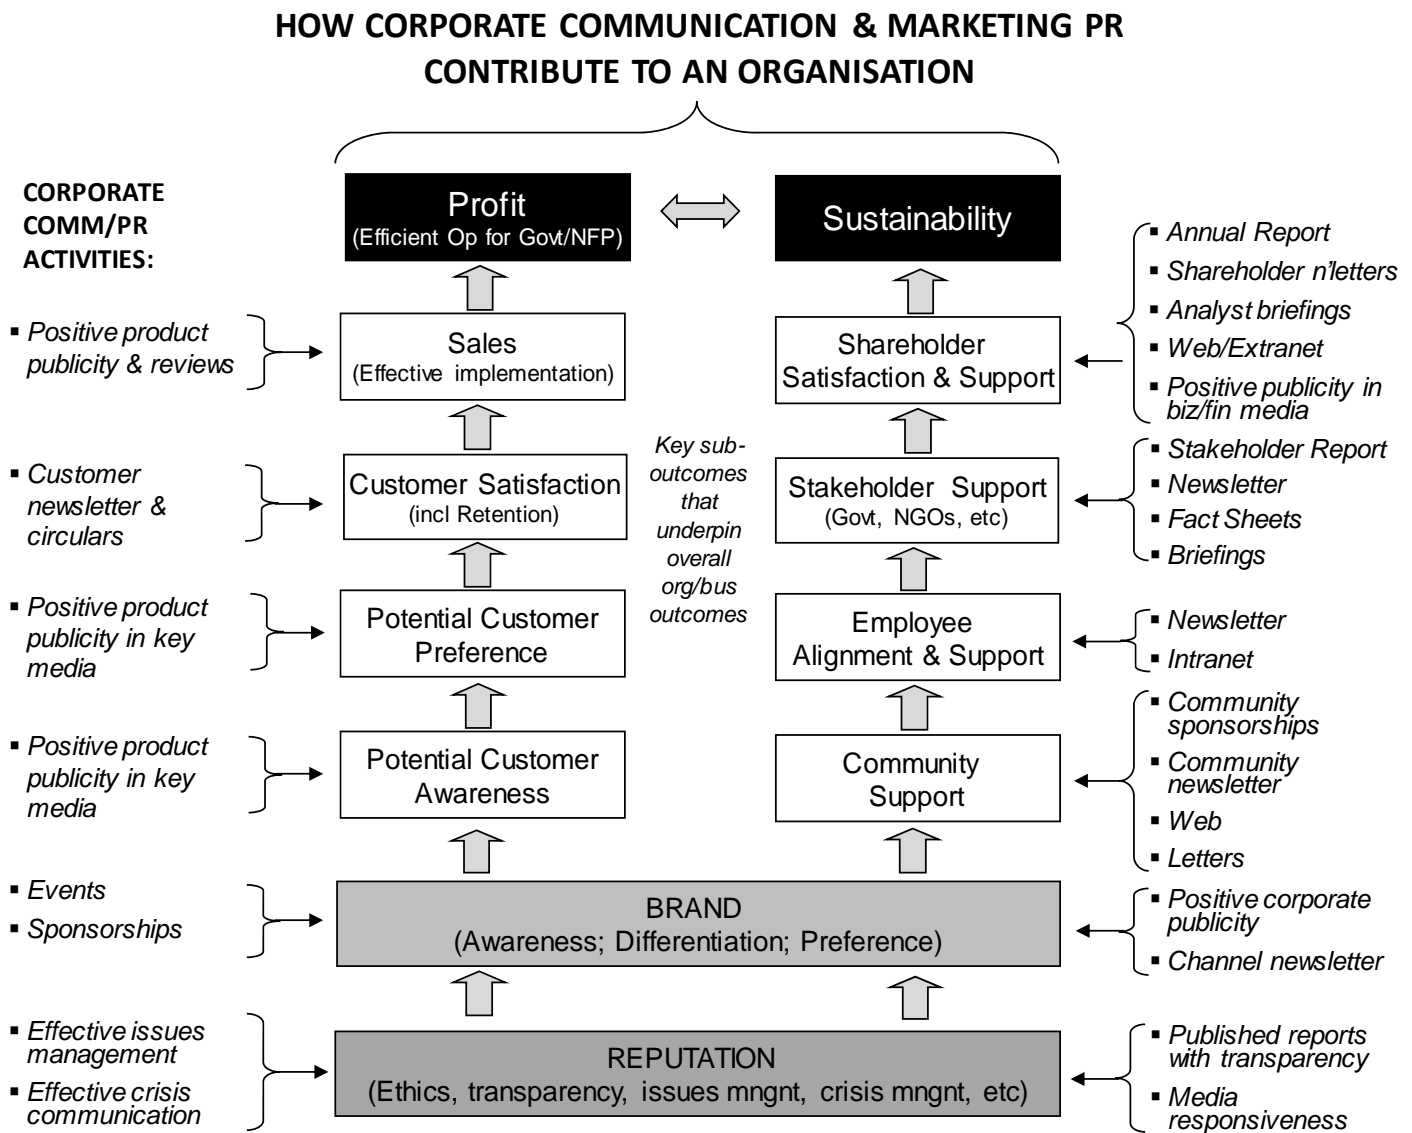 HOW CORPORATE COMMUNICATION & MARKETING PR
CONTRIBUTE TO AN ORGANISATION
CORPORATE
COMM/PR
ACTIVITIES:
▪ Positive product
publicity & reviews
▪ Customer
newsletter &
circulars
▪ Positive product
publicity in key
media
▪ Positive product
publicity in key
media
▪ Events
▪ Sponsorships
▪ Effective issues
management
▪ Effective crisis
communication
Profit
(Efficient Op for Govt/NFP)
Sales
(Effective implementation)
Customer Satisfaction
(incl Retention)
Potential Customer
Preference
Potential Customer
Awareness
Key sub-
outcomes
that
underpin
overall
org/bus
outcomes
Sustainability
Shareholder
Satisfaction & Support
Stakeholder Support
(Govt, NGOs, etc)
Employee
Alignment & Support
Community
Support
BRAND
(Awareness; Differentiation; Preference)
REPUTATION
(Ethics, transparency, issues mngnt, crisis mngnt, etc)
▪ Annual Report
▪ Shareholder n’letters
▪ Analyst briefings
▪ Web/Extranet
▪ Positive publicity in
biz/fin media
▪ Stakeholder Report
▪ Newsletter
▪ Fact Sheets
▪ Briefings
▪ Newsletter
▪ Intranet
▪ Community
sponsorships
▪ Community
newsletter
▪ Web
▪ Letters
▪ Positive corporate
publicity
▪ Channel newsletter
▪ Published reports
with transparency
▪ Media
responsiveness